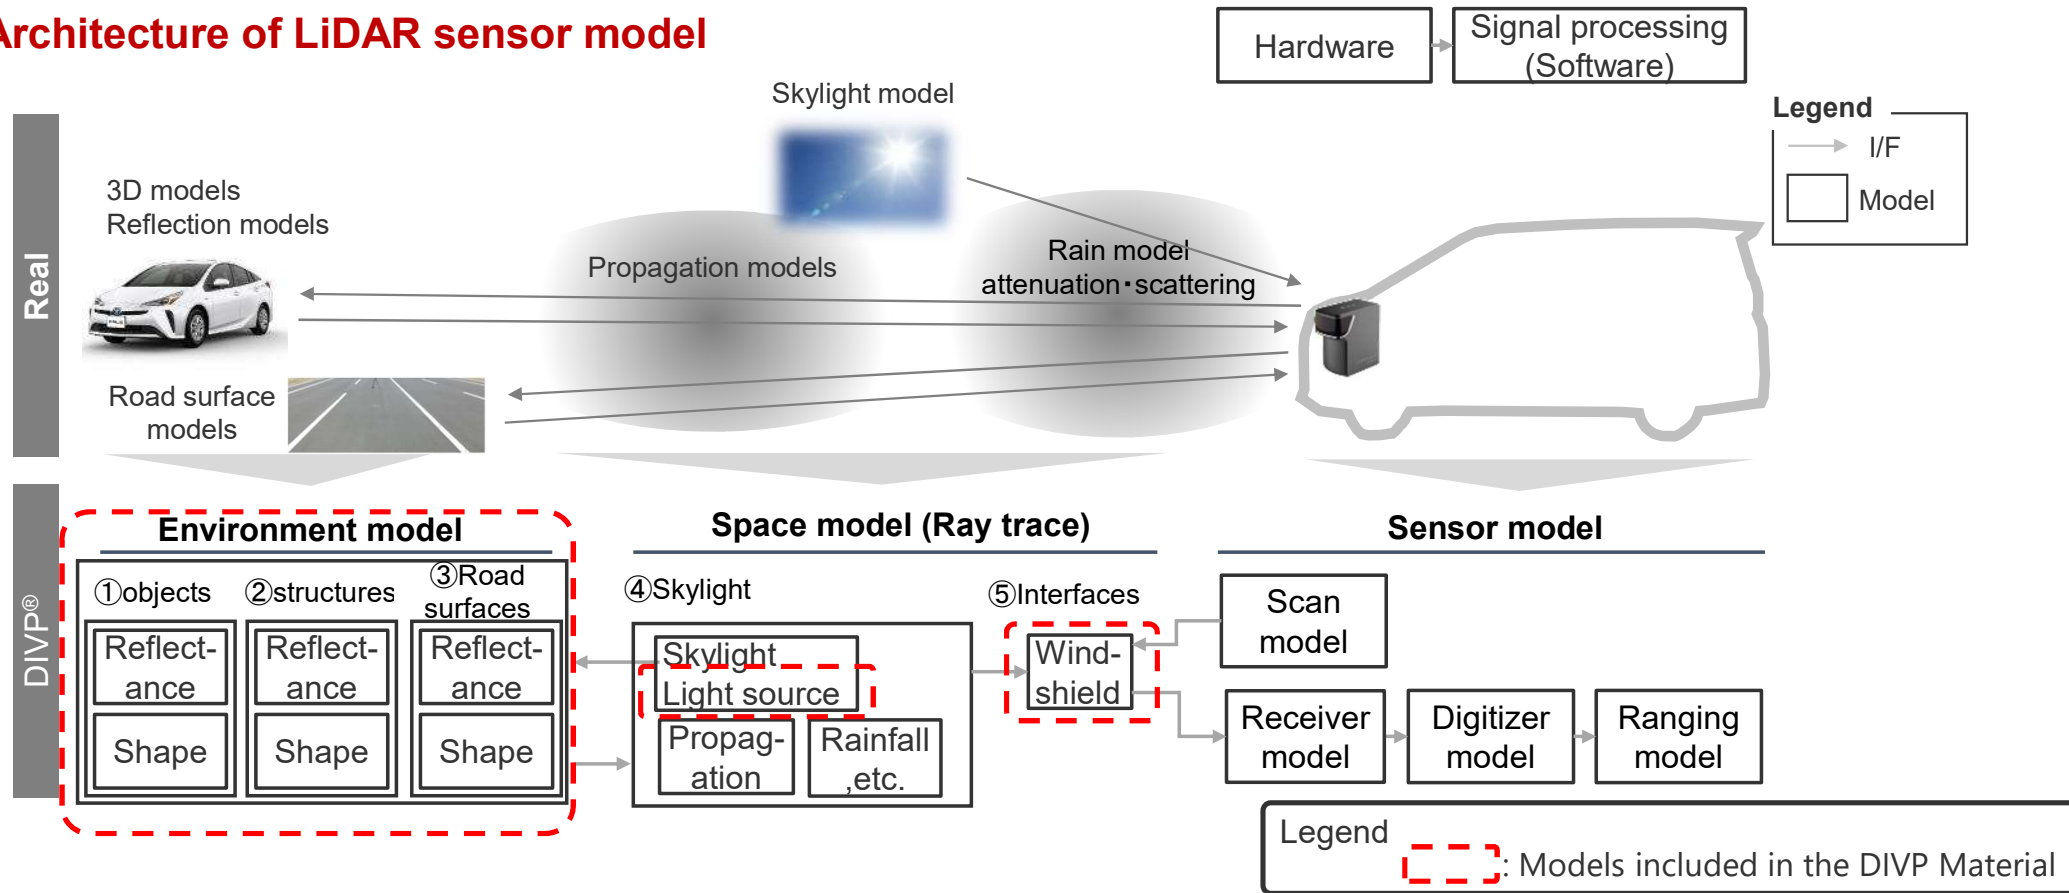 Architecture of LiDAR sensor model
Hardware
Signal processing
(Software)
Legend
I/F
Model
Real
Skylight model
3D models
Reflection models
Propagation models
Rain model
attenuation・scattering
Road surface
models
DIVP®
Environment model
①objects
②structures
③Road
surfaces
Reflect-
ance
Shape
Reflect-
ance
Shape
Reflect-
ance
Shape
Space model (Ray trace)
④Skylight
Skylight
Light source
Propag-
ation
Rainfall
,etc.
⑤Interfaces
Wind-
shield
Sensor model
Scan
model
Receiver
model
Digitizer
model
Ranging
model
Legend
: Models included in the DIVP Material